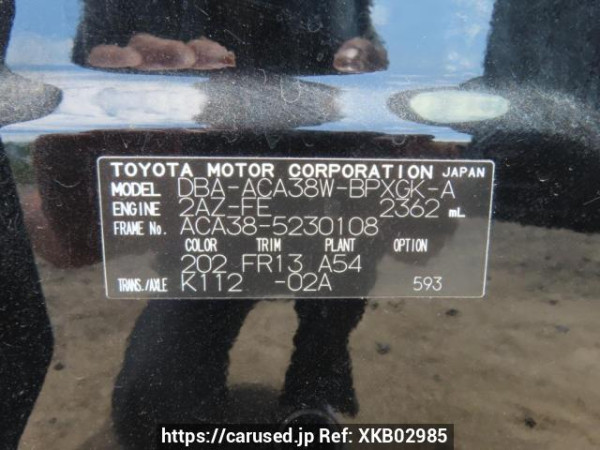 TOYOTA MOTOR CORPORATION JAPAN
MODEL DBA-ACA38W-BPXGK-A
ENGINE 2AZ-FE 2362 mL
FRAME No. ACA38-5230108
COLOR TRIM PLANT OPTION
202 FR13 A54
TRANS./AXLE K112 -02A 593
https://carused.jp Ref: XKB02985